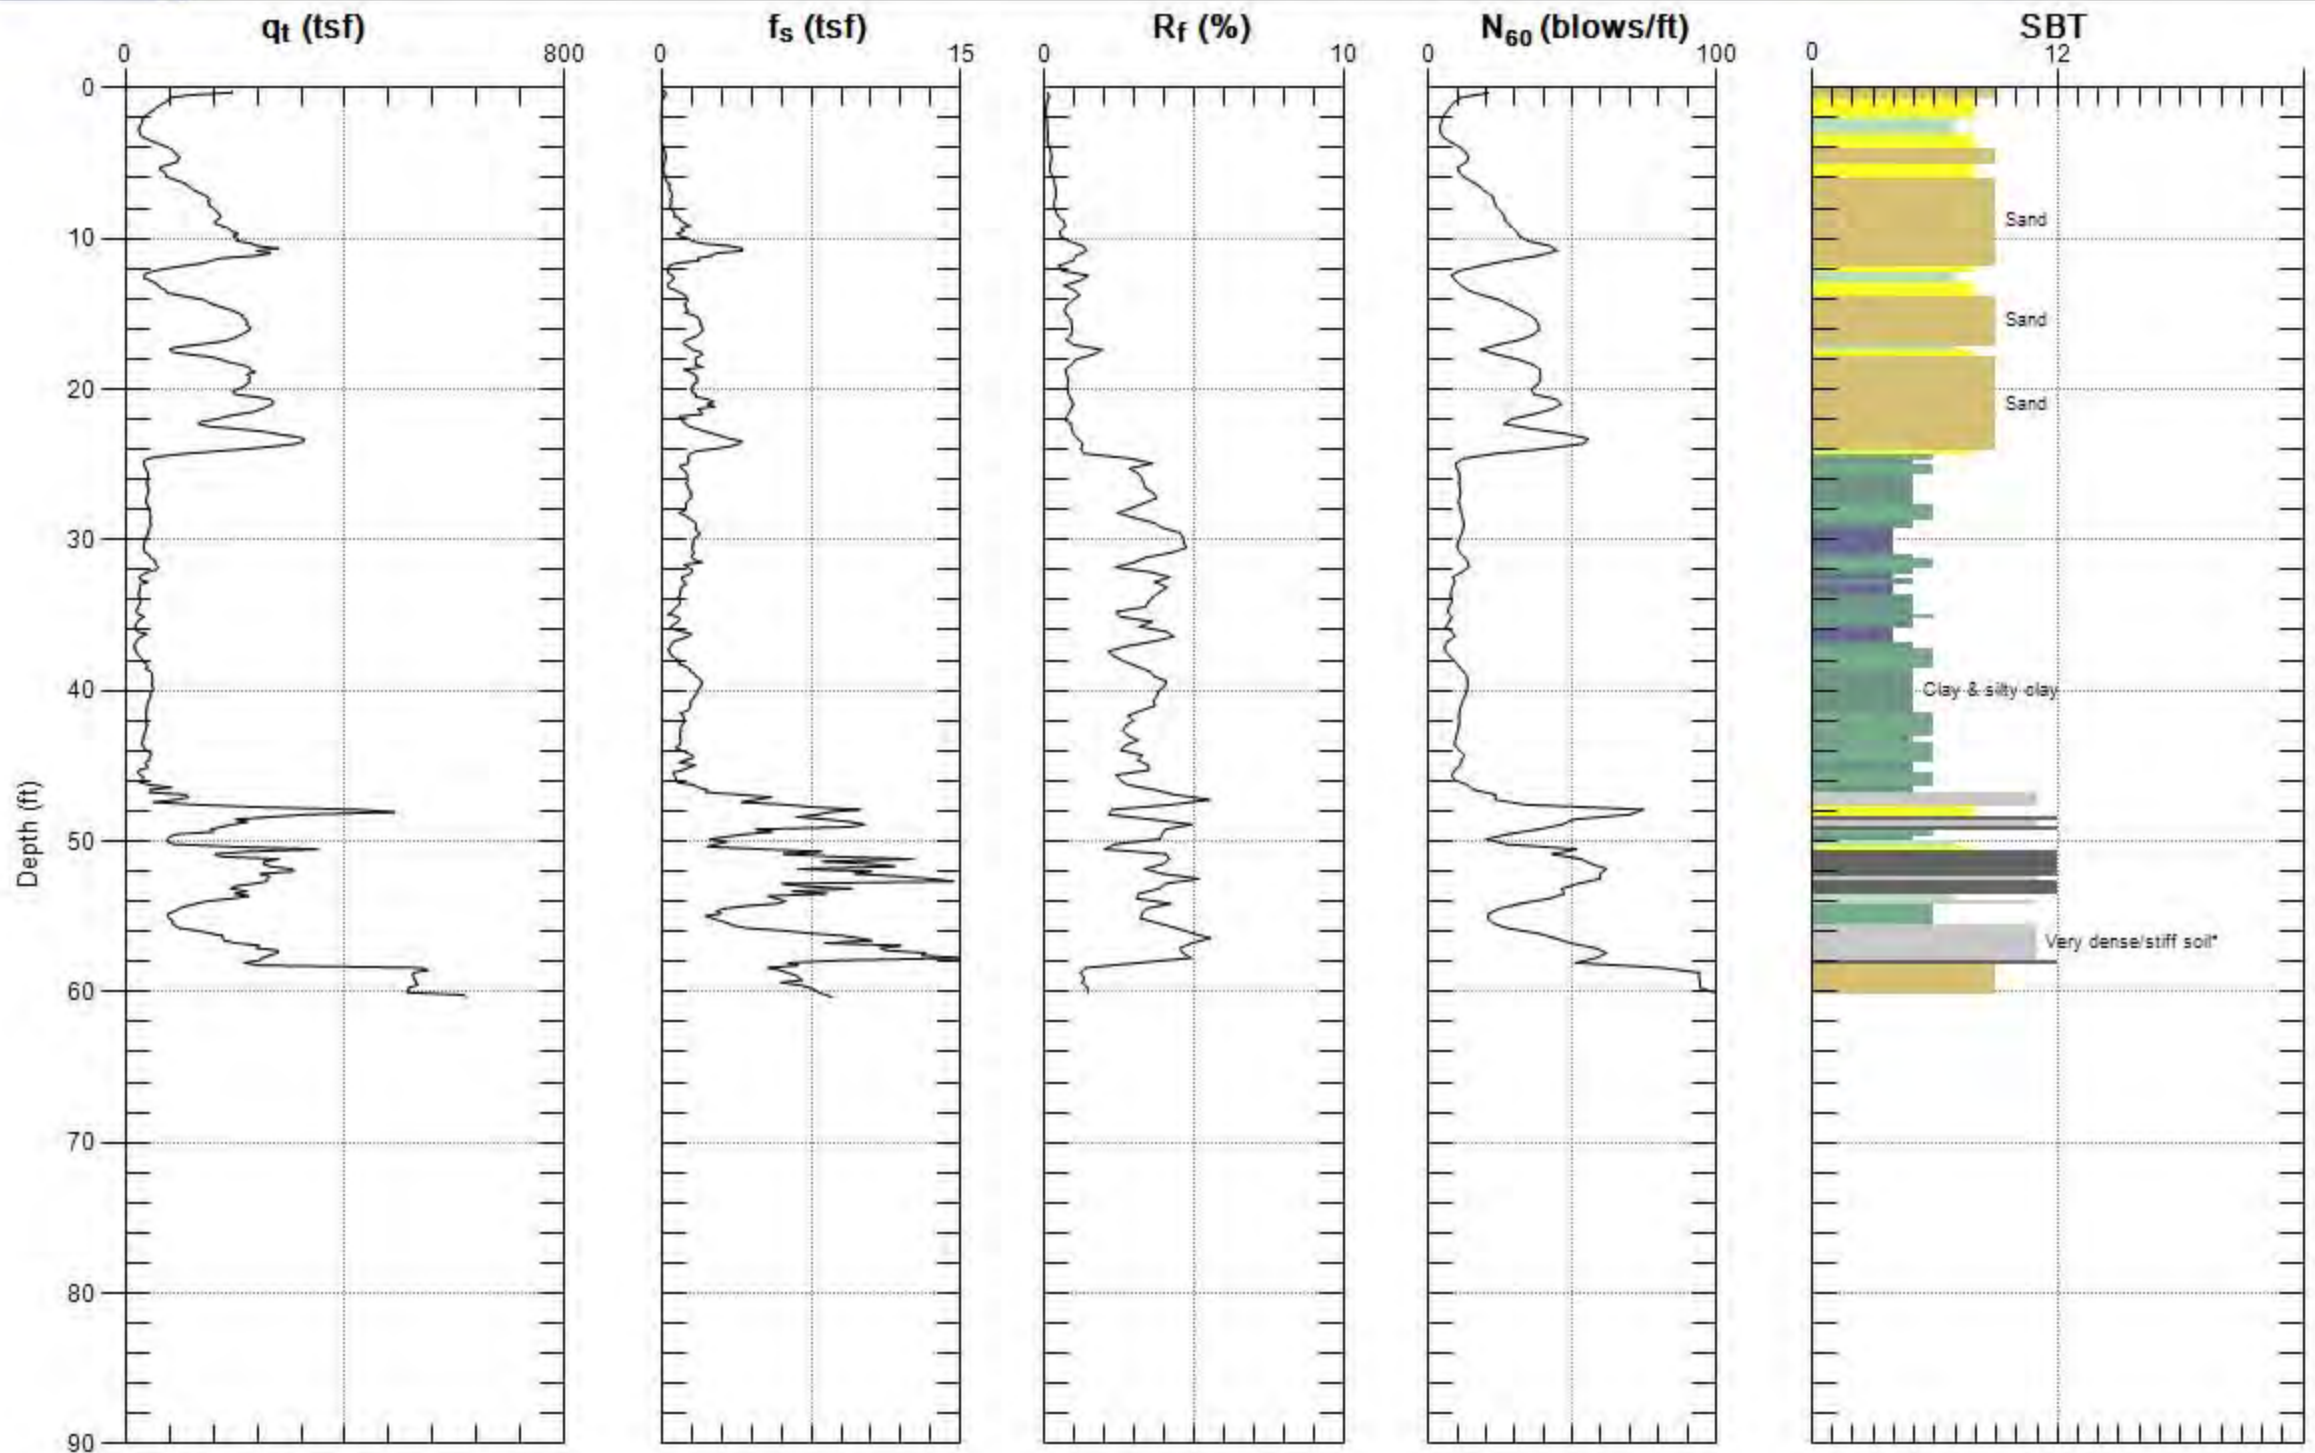 qt (tsf) fs (tsf) Rf (%) N60 (blows/ft) SBT
0 800 0 15 0 10 0 100 0 12
0
10
20
30
40
50
60
70
80
90
Depth (ft)
Sand
Sand
Sand
Clay & silty clay
Very dense/stiff soil*